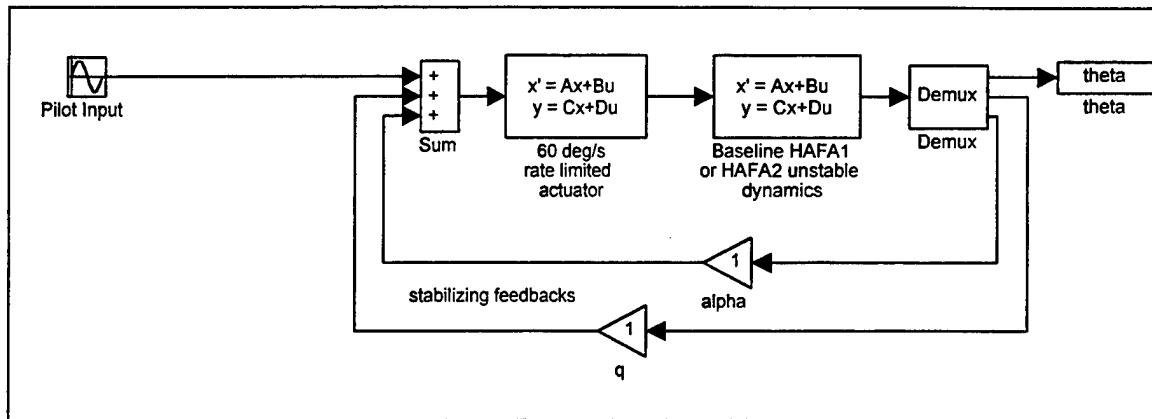 Pilot Input
+
+
+
Sum
x' = Ax+Bu
y = Cx+Du
60 deg/s
rate limited
actuator
x' = Ax+Bu
y = Cx+Du
Baseline HAFA1
or HAFA2 unstable
dynamics
Demux
Demux
theta
theta
1
alpha
stabilizing feedbacks
1
q